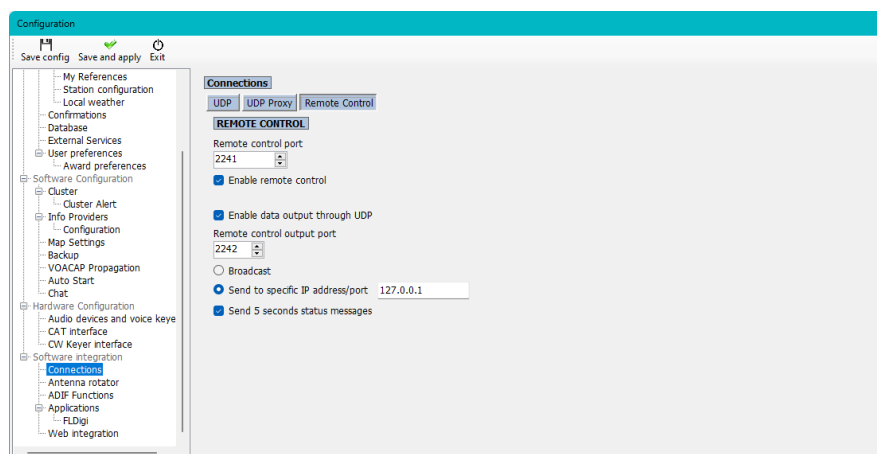 Configuration
Save config Save and apply Exit
My References
Station configuration
Local weather
Confirmations
Database
External Services
User preferences
Award preferences
Software Configuration
Cluster
Cluster Alert
Info Providers
Configuration
Map Settings
Backup
VOACAP Propagation
Auto Start
Chat
Hardware Configuration
Audio devices and voice keye
CAT interface
CW Keyer interface
Software integration
Connections
Antenna rotator
ADIF Functions
Applications
FLDigi
Web integration
Connections
UDP UDP Proxy Remote Control
REMOTE CONTROL
Remote control port
2241
Enable remote control
Enable data output through UDP
Remote control output port
2242
Broadcast
Send to specific IP address/port 127.0.0.1
Send 5 seconds status messages